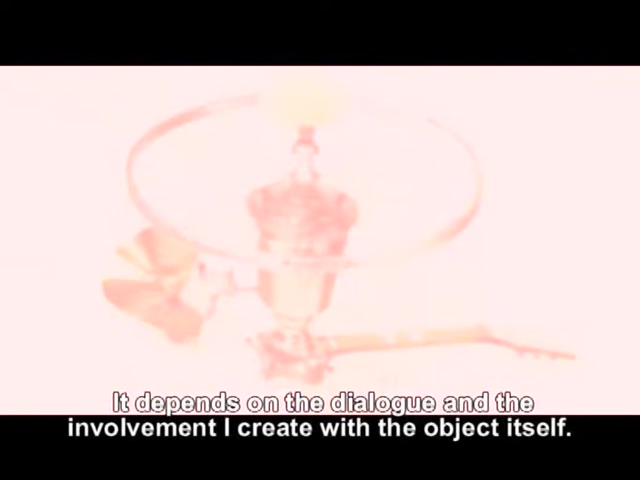 It depends on the dialogue and the
involvement I create with the object itself.